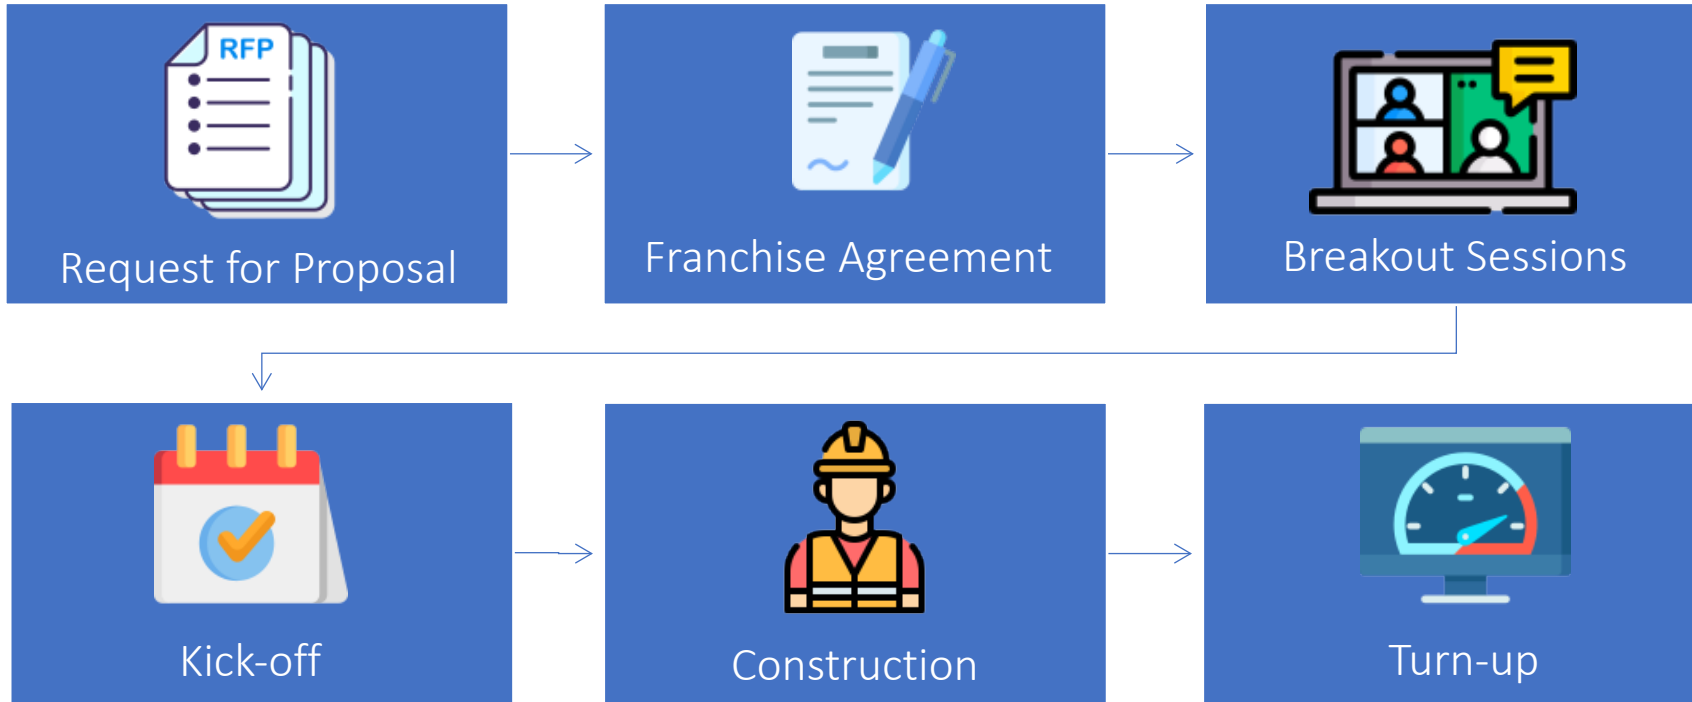 RFP
Request for Proposal
Franchise Agreement
Breakout Sessions
Kick-off
Construction
Turn-up